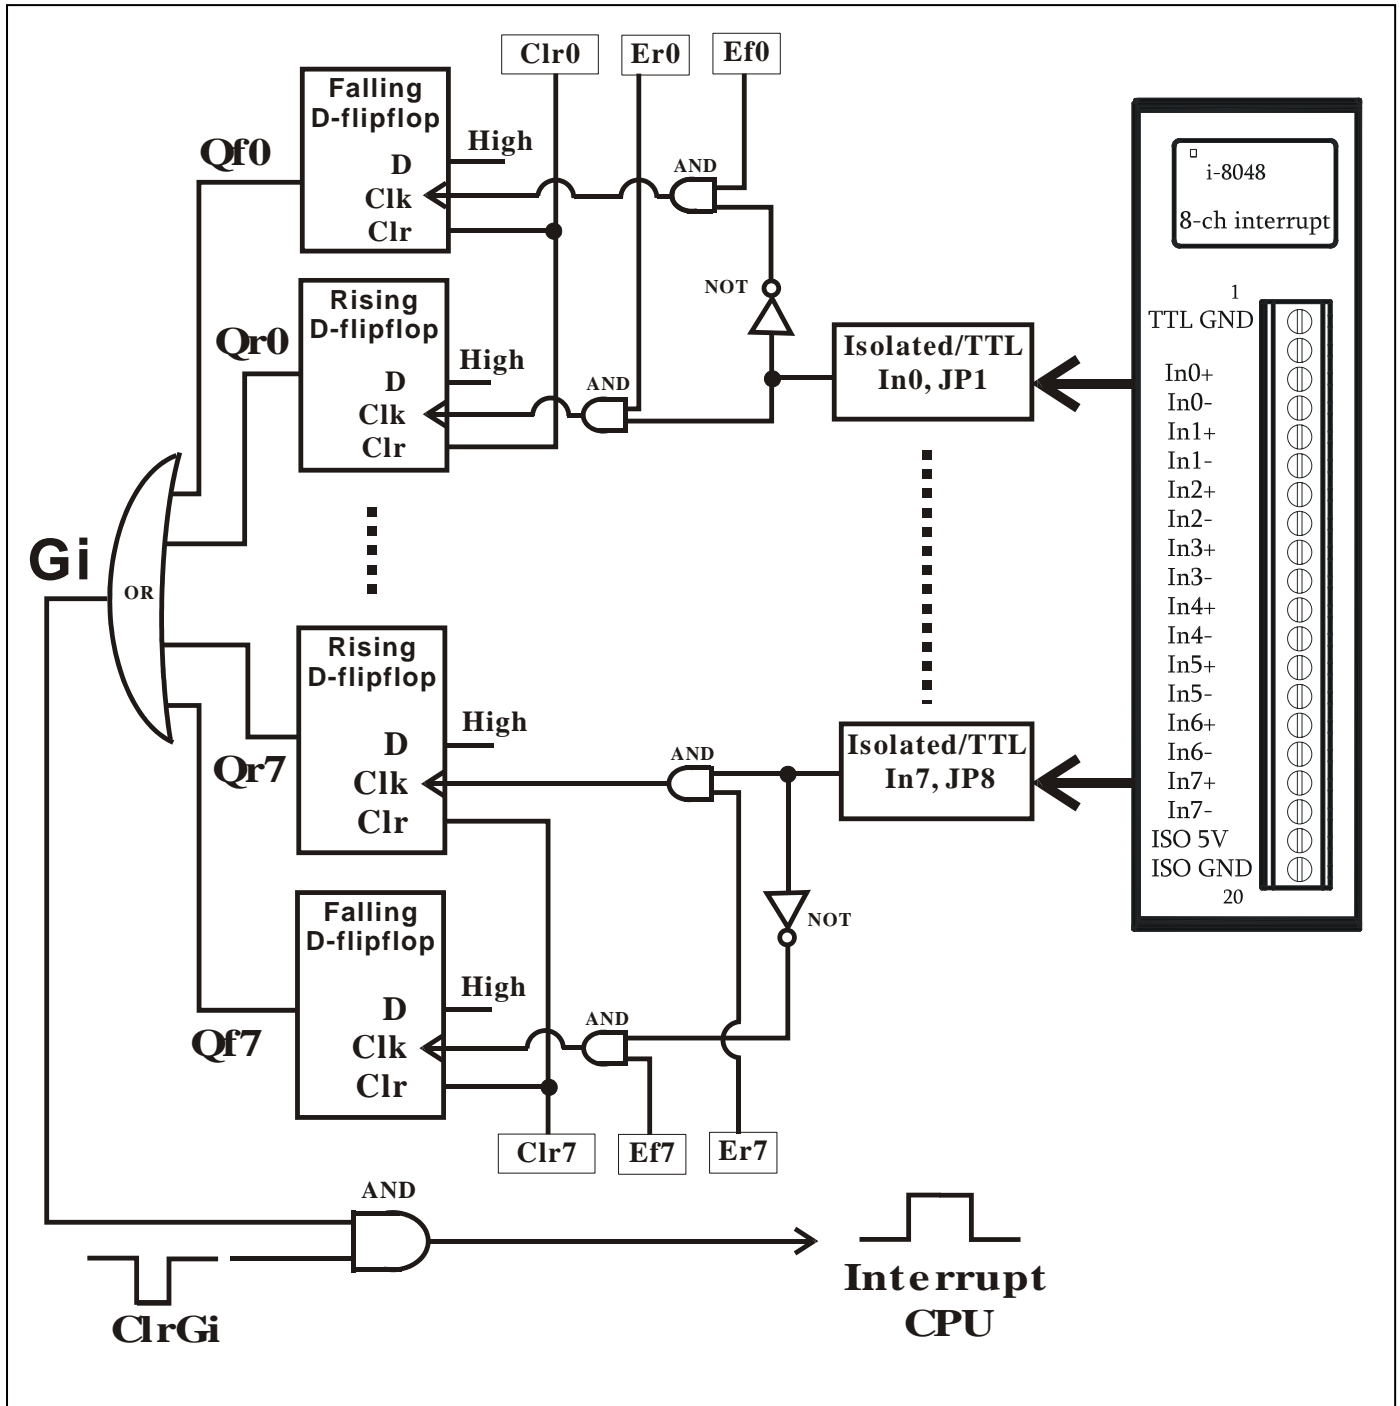 Clr0
Er0
Ef0
Falling
D-flipflop
D
Clk
Clr
High
Qf0
AND
NOT
Rising
D-flipflop
D
Clk
Clr
High
Qr0
AND
Isolated/TTL
In0, JP1
Gi
OR
Rising
D-flipflop
D
Clk
Clr
High
Qr7
AND
Isolated/TTL
In7, JP8
NOT
Falling
D-flipflop
D
Clk
Clr
High
Qf7
AND
Clr7
Ef7
Er7
AND
ClrGi
Interrupt
CPU
i-8048
8-ch interrupt
1
TTL GND
In0+
In0-
In1+
In1-
In2+
In2-
In3+
In3-
In4+
In4-
In5+
In5-
In6+
In6-
In7+
In7-
ISO 5V
ISO GND
20